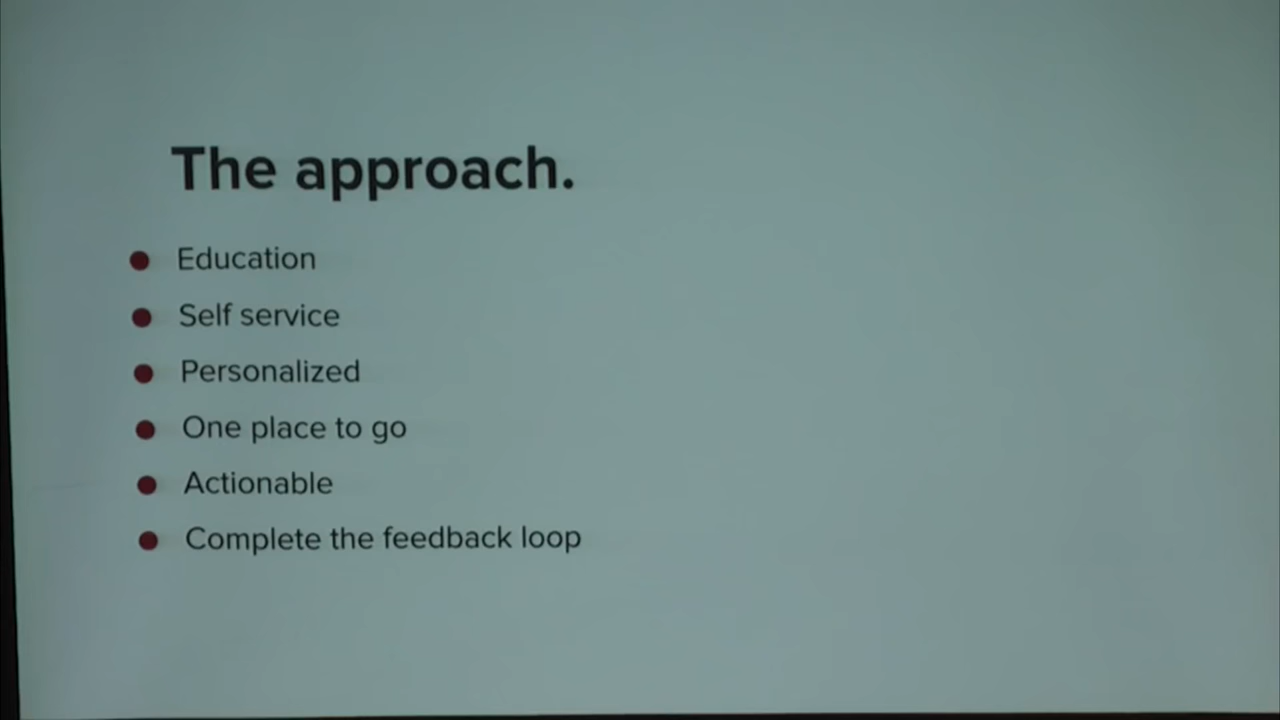 The approach.
Education
Self service
Personalized
One place to go
Actionable
Complete the feedback loop